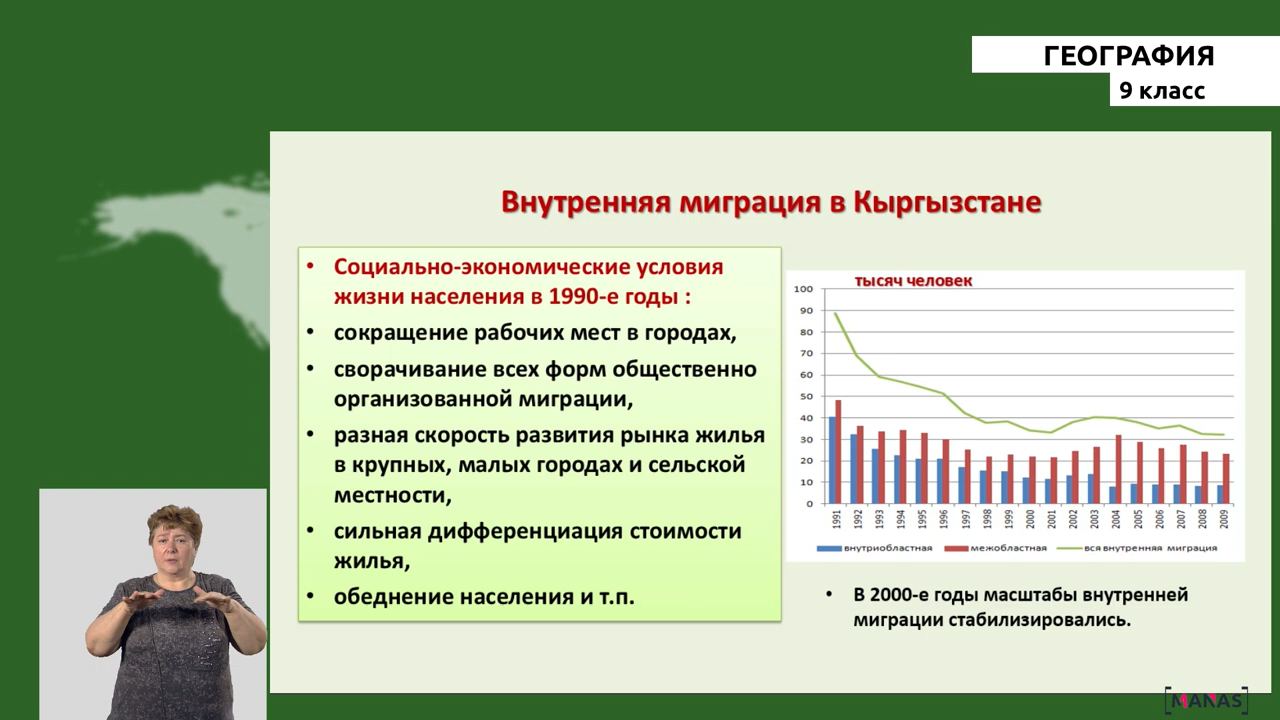 ГЕОГРАФИЯ
9 класс
Внутренняя миграция в Кыргызстане
• Социально-экономические условия
жизни населения в 1990-е годы :
• сокращение рабочих мест в городах,
• сворачивание всех форм общественно
организованной миграции,
• разная скорость развития рынка жилья
в крупных, малых городах и сельской
местности,
• сильная дифференциация стоимости
жилья,
• обеднение населения и т.п.
тысяч человек
100
90
80
70
60
50
40
30
20
10
0
1991 1992 1993 1994 1995 1996 1997 1998 1999 2000 2001 2002 2003 2004 2005 2006 2007 2008 2009
внутриобластная межобластная вся внутренняя миграция
• В 2000-е годы масштабы внутренней
миграции стабилизировались.
[MANAS]